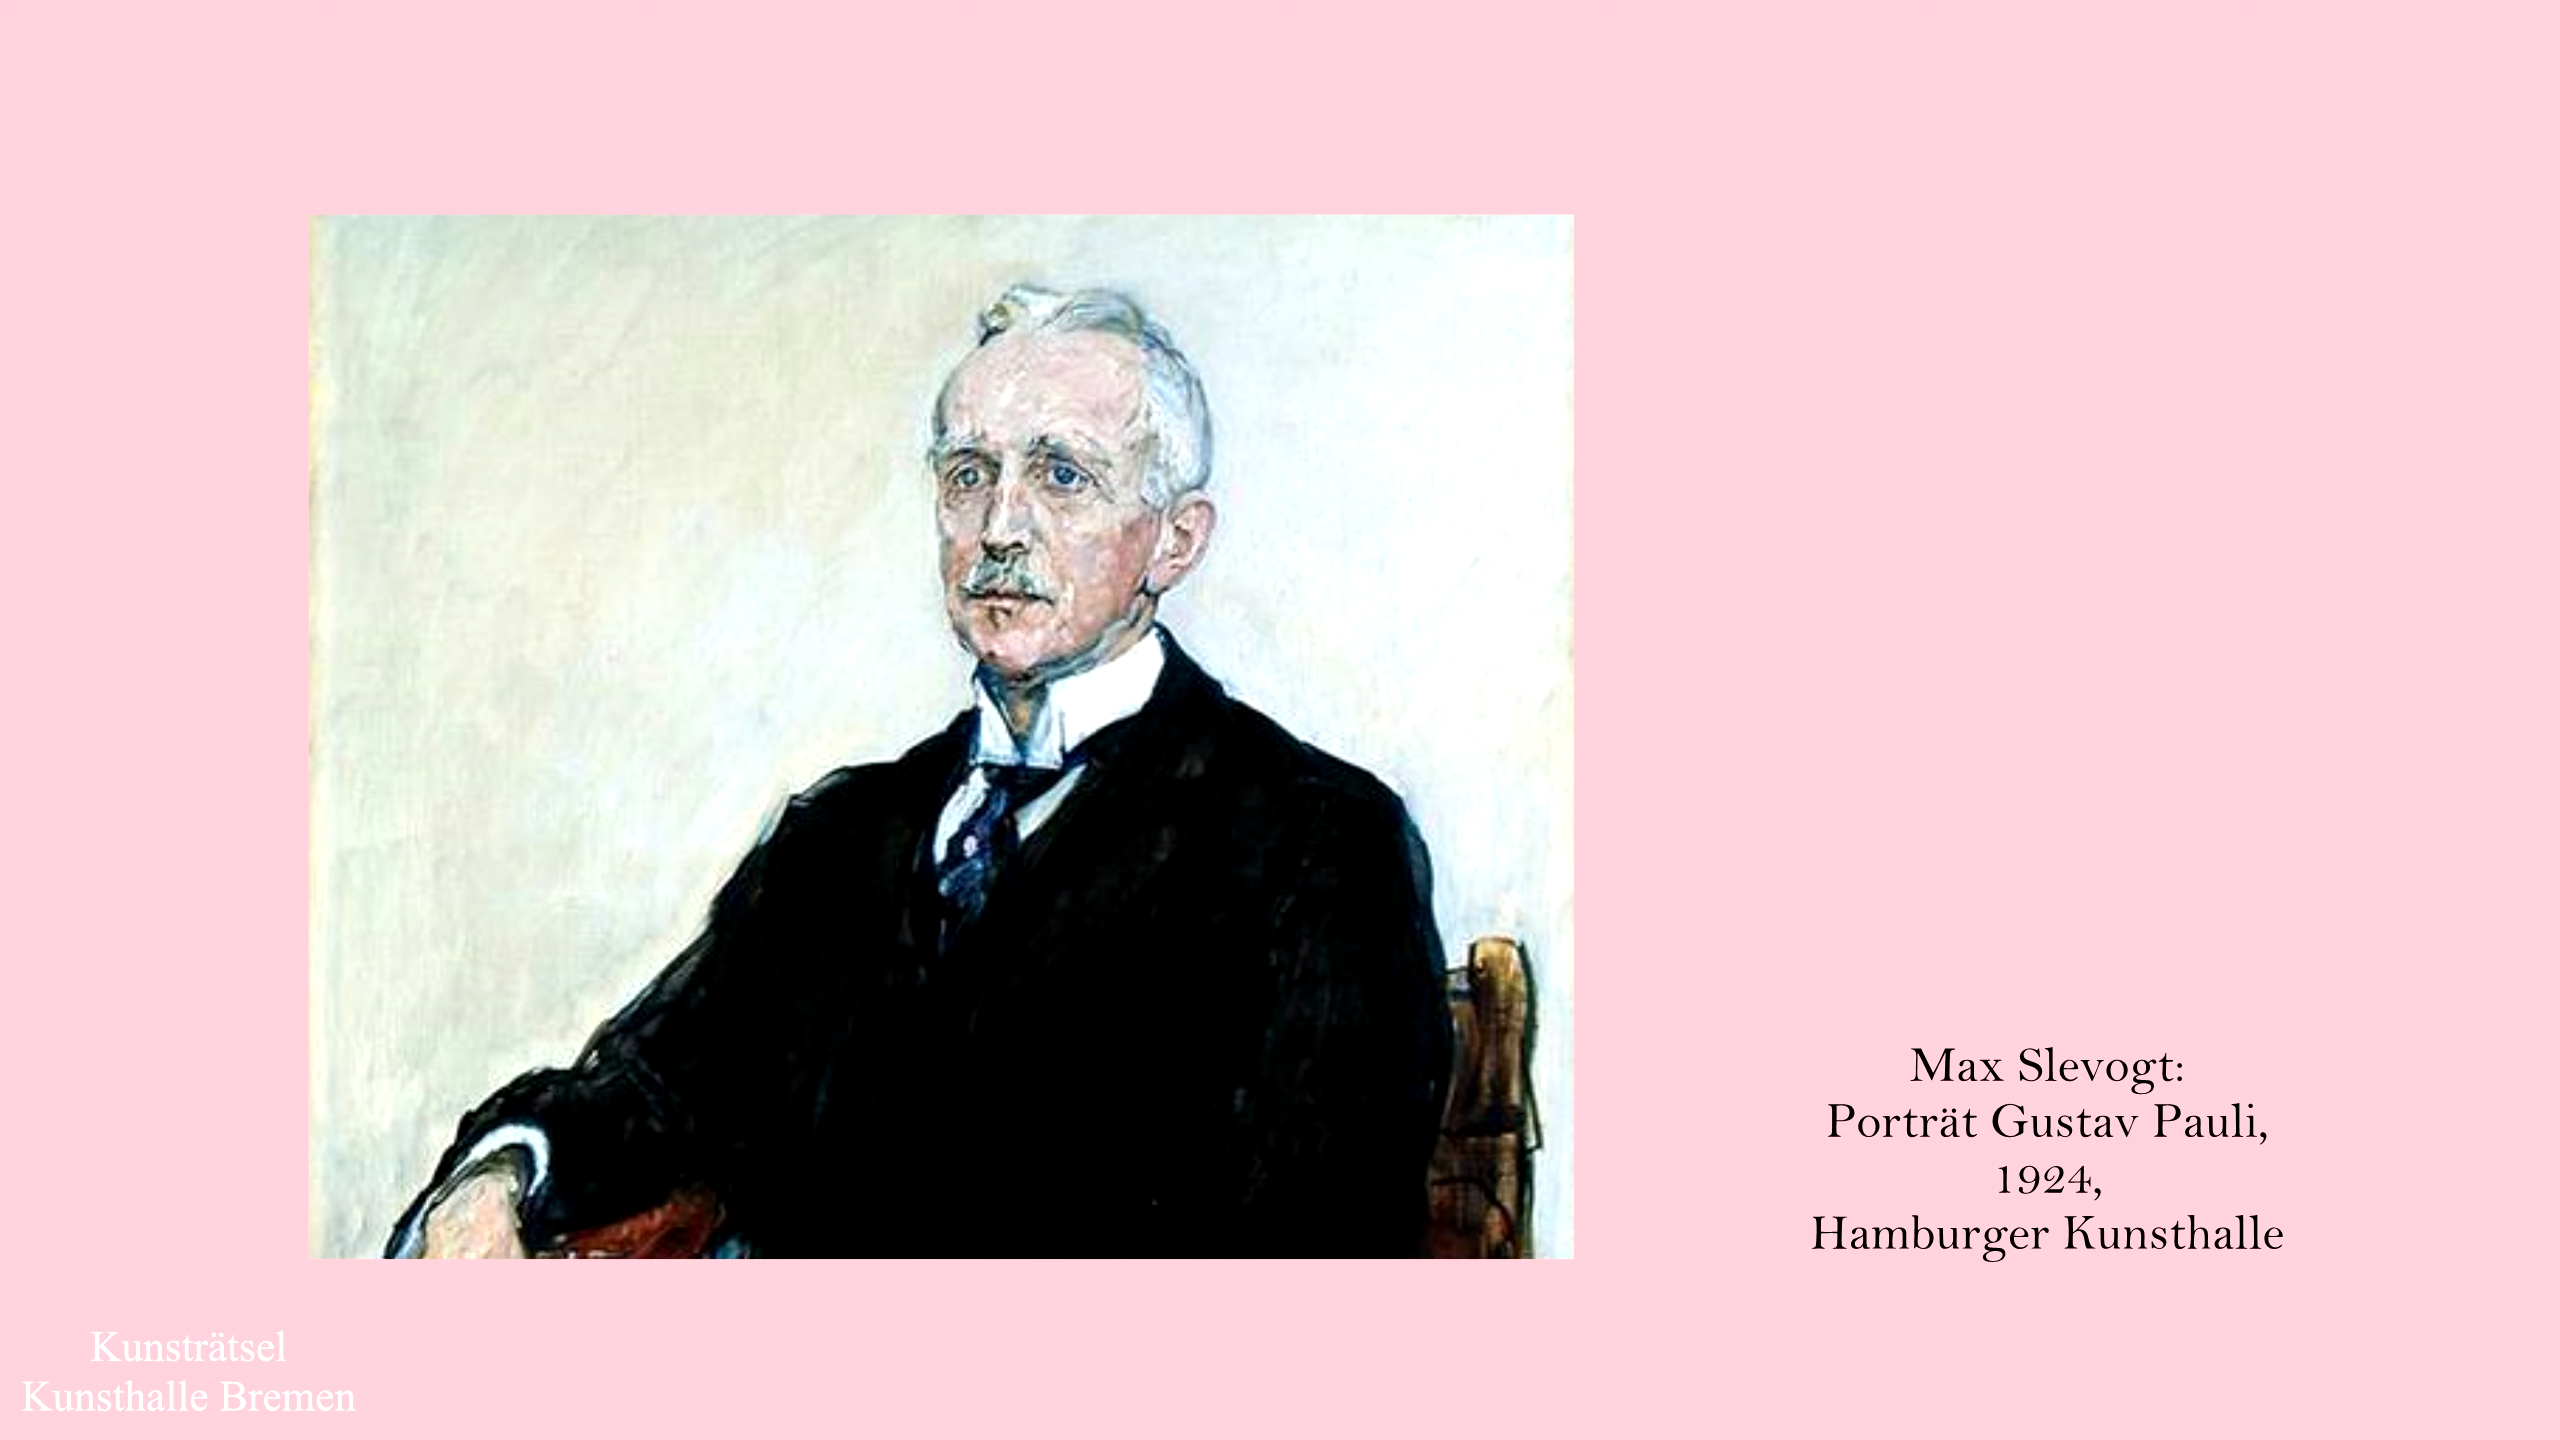 Max Slevogt:
Porträt Gustav Pauli,
1924,
Hamburger Kunsthalle
Kunsträtsel
Kunsthalle Bremen